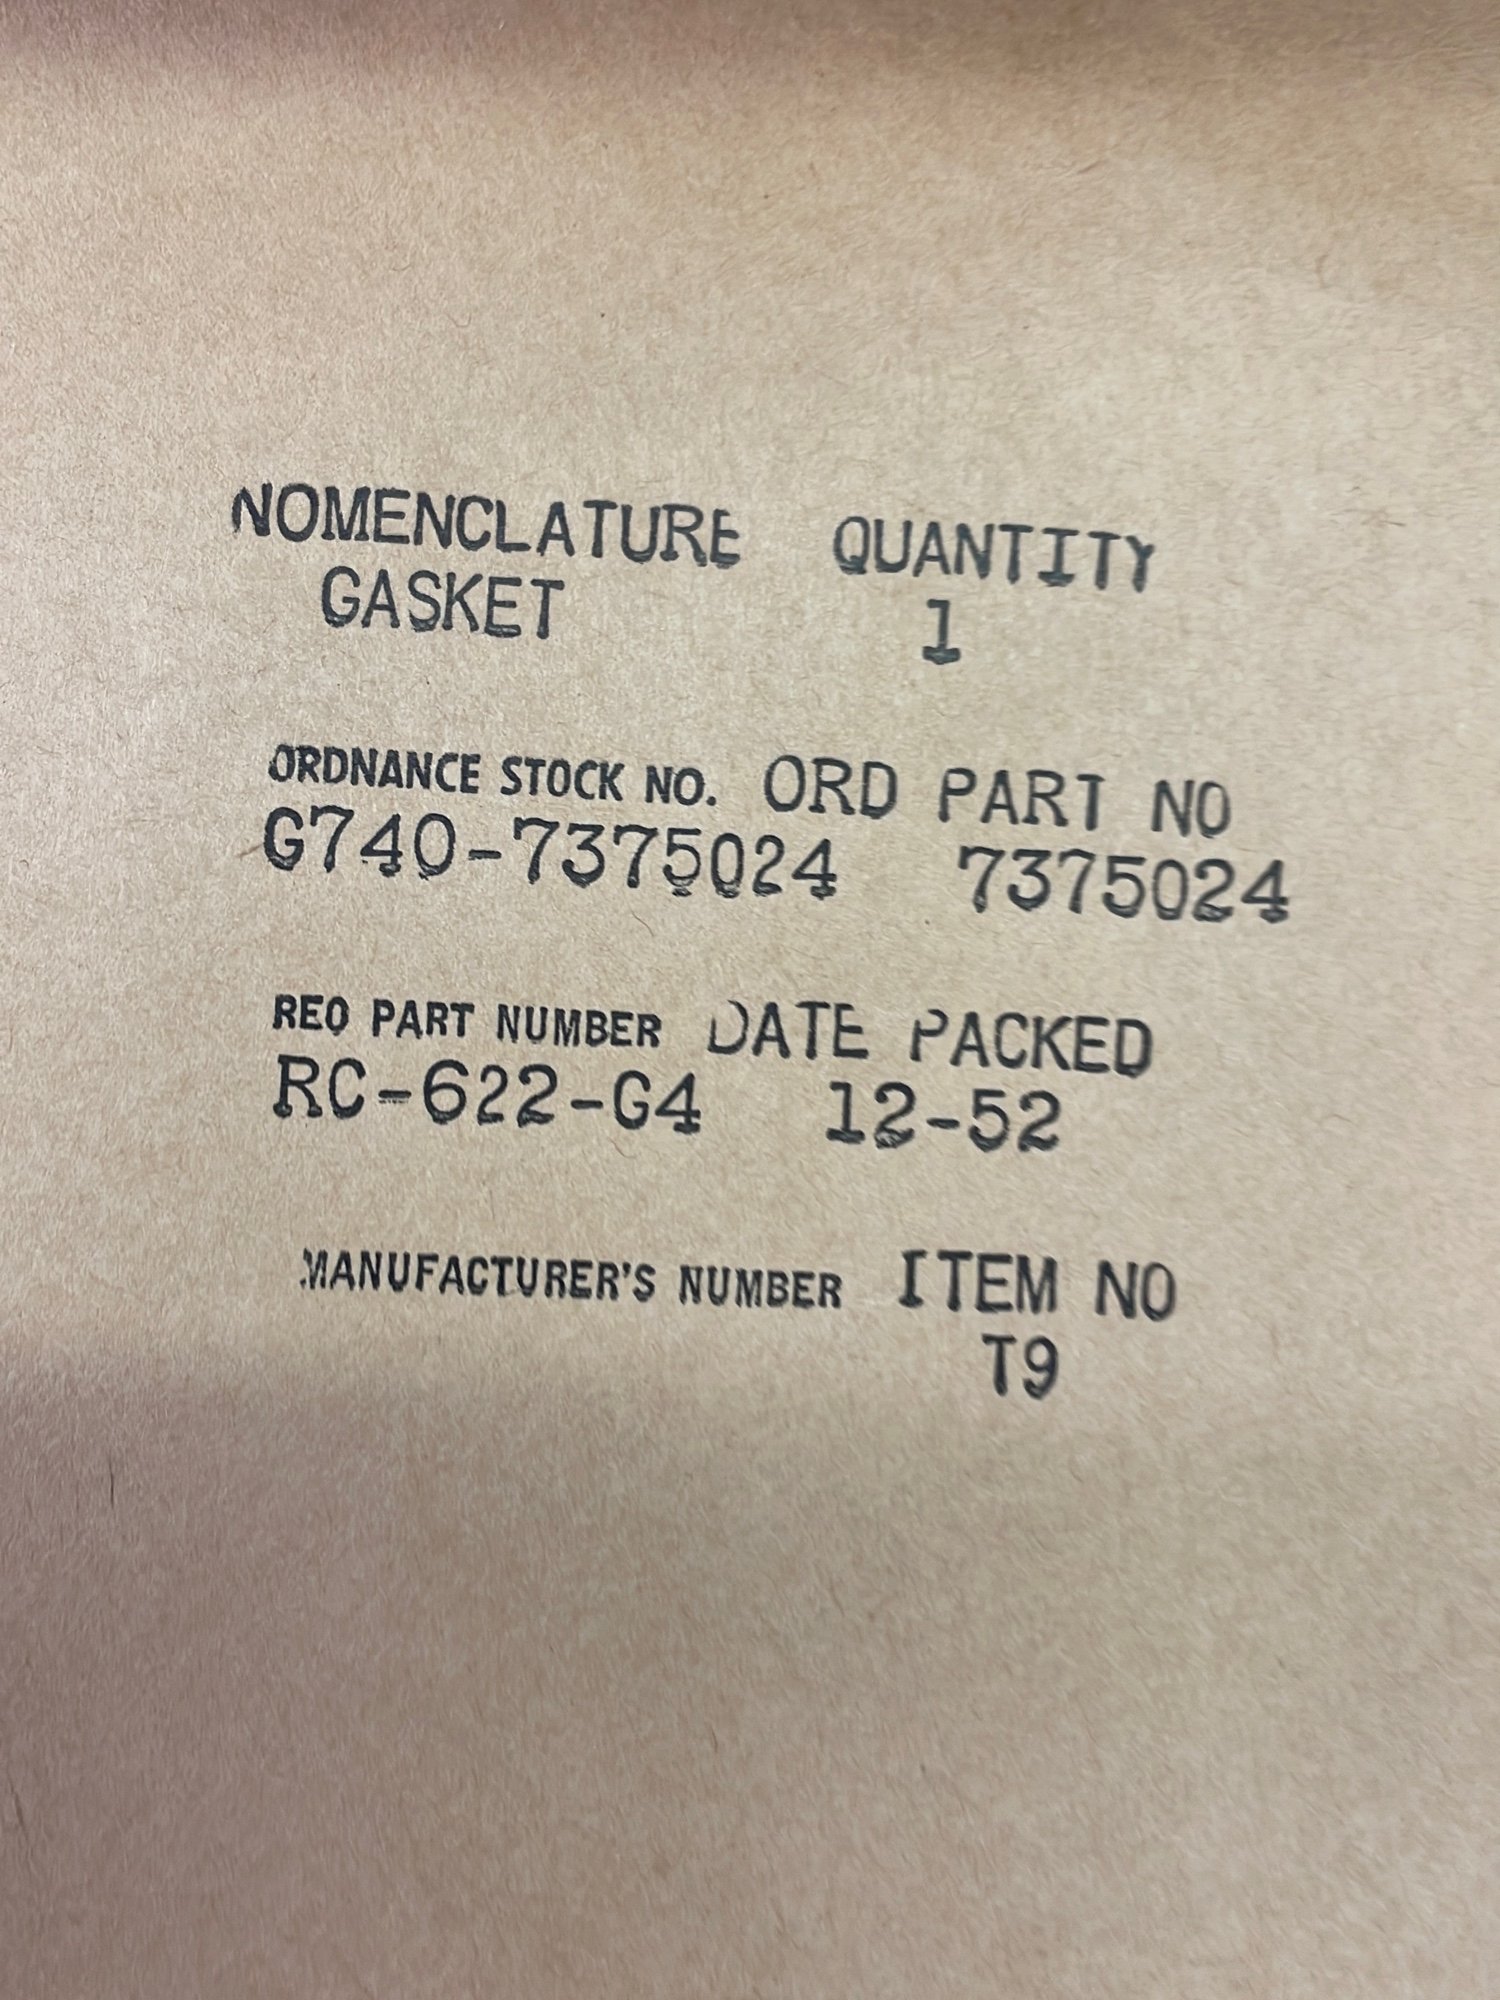 NOMENCLATURE QUANTITY
GASKET 1
ORDNANCE STOCK NO. ORD PART NO
G740-7375024 7375024
REO PART NUMBER DATE PACKED
RC-622-G4 12-52
MANUFACTURER'S NUMBER ITEM NO
T9